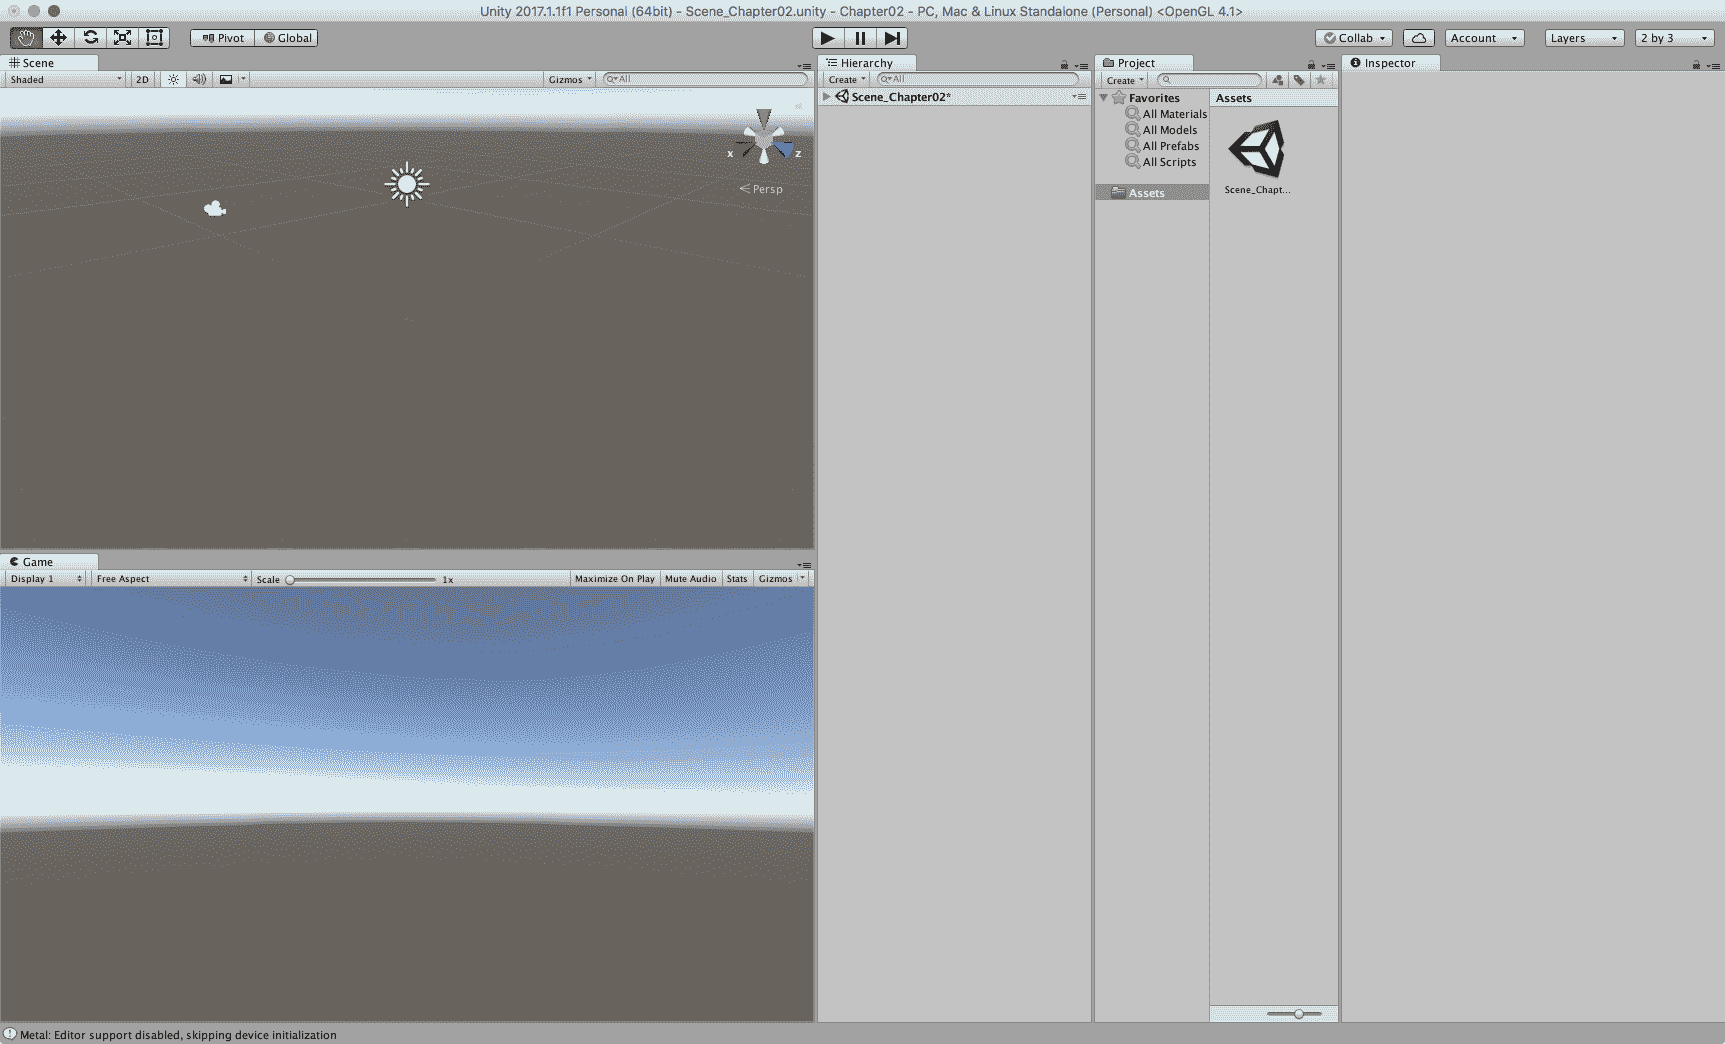 Unity 2017.1.1f1 Personal (64bit) - Scene_Chapter02.unity - Chapter02 - PC, Mac & Linux Standalone (Personal) <OpenGL 4.1>
Pivot Global Collab Account Layers 2 by 3
Scene
Shaded 2D Gizmos All
x z
Persp
Game
Display 1 Free Aspect Scale 1x Maximize On Play Mute Audio Stats Gizmos
Hierarchy
Create All
Scene_Chapter02*
Project
Create
Favorites
All Materials
All Models
All Prefabs
All Scripts
Assets
Assets
Scene_Chapt...
Inspector
Metal: Editor support disabled, skipping device initialization